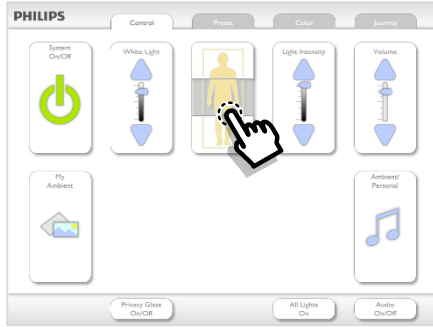 PHILIPS
Control
Preset
Color
Journey
System
On/Off
White Light
Light Intensity
Volume
My
Ambient
Ambient/
Personal
Privacy Glass
On/Off
All Lights
On
Audio
On/Off